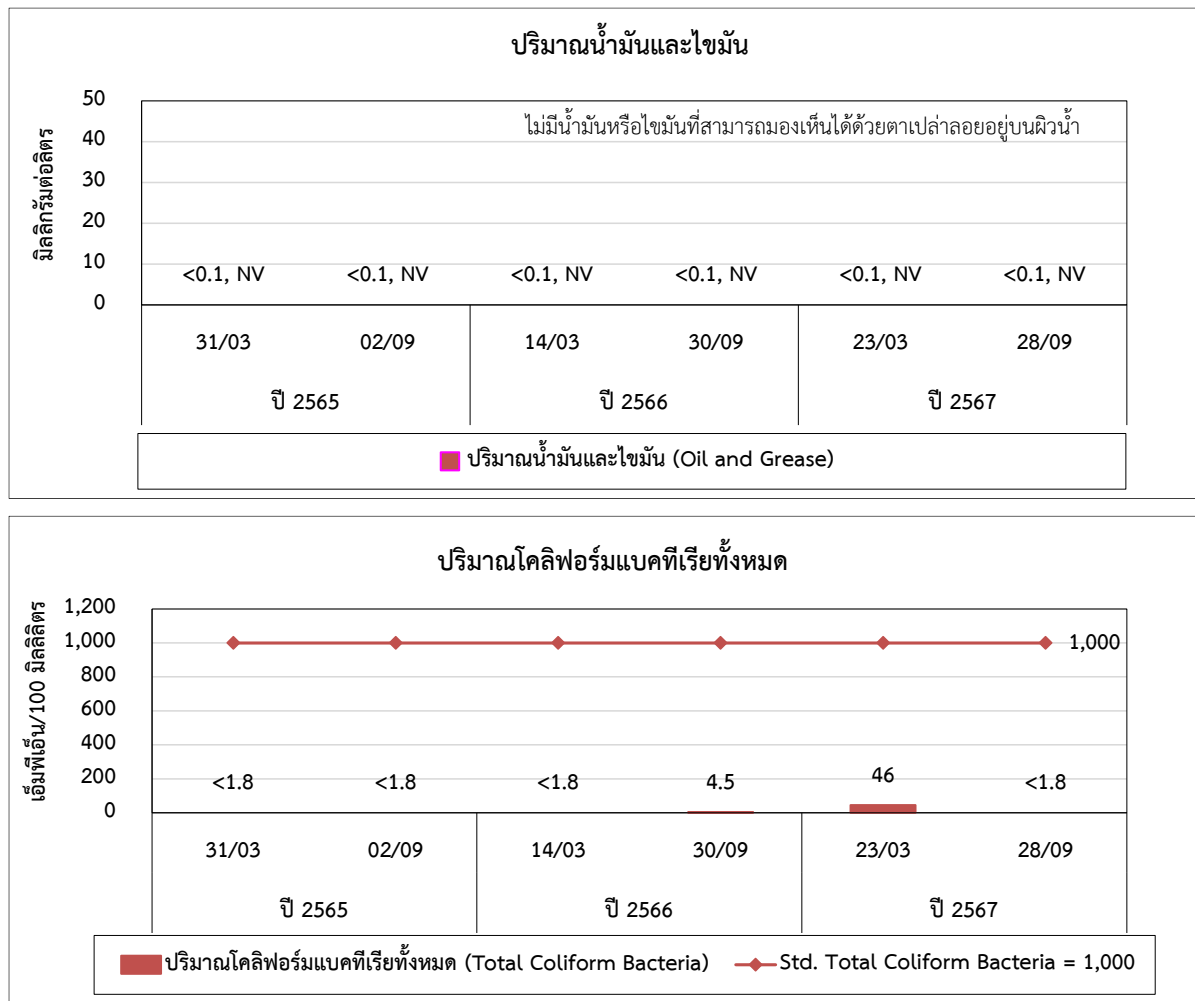 ปริมาณน้ำมันและไขมัน
มิลลิกรัมต่อลิตร
50
40
30
20
10
0
ไม่มีน้ำมันหรือไขมันที่สามารถมองเห็นได้ด้วยตาเปล่าลอยอยู่บนผิวน้ำ
<0.1, NV <0.1, NV <0.1, NV <0.1, NV <0.1, NV <0.1, NV
31/03 02/09 14/03 30/09 23/03 28/09
ปี 2565 ปี 2566 ปี 2567
ปริมาณน้ำมันและไขมัน (Oil and Grease)
ปริมาณโคลิฟอร์มแบคทีเรียทั้งหมด
เอ็มพีเอ็น/100 มิลลิลิตร
1,200
1,000
800
600
400
200
0
1,000
<1.8 <1.8 <1.8 4.5 46 <1.8
31/03 02/09 14/03 30/09 23/03 28/09
ปี 2565 ปี 2566 ปี 2567
ปริมาณโคลิฟอร์มแบคทีเรียทั้งหมด (Total Coliform Bacteria) Std. Total Coliform Bacteria = 1,000